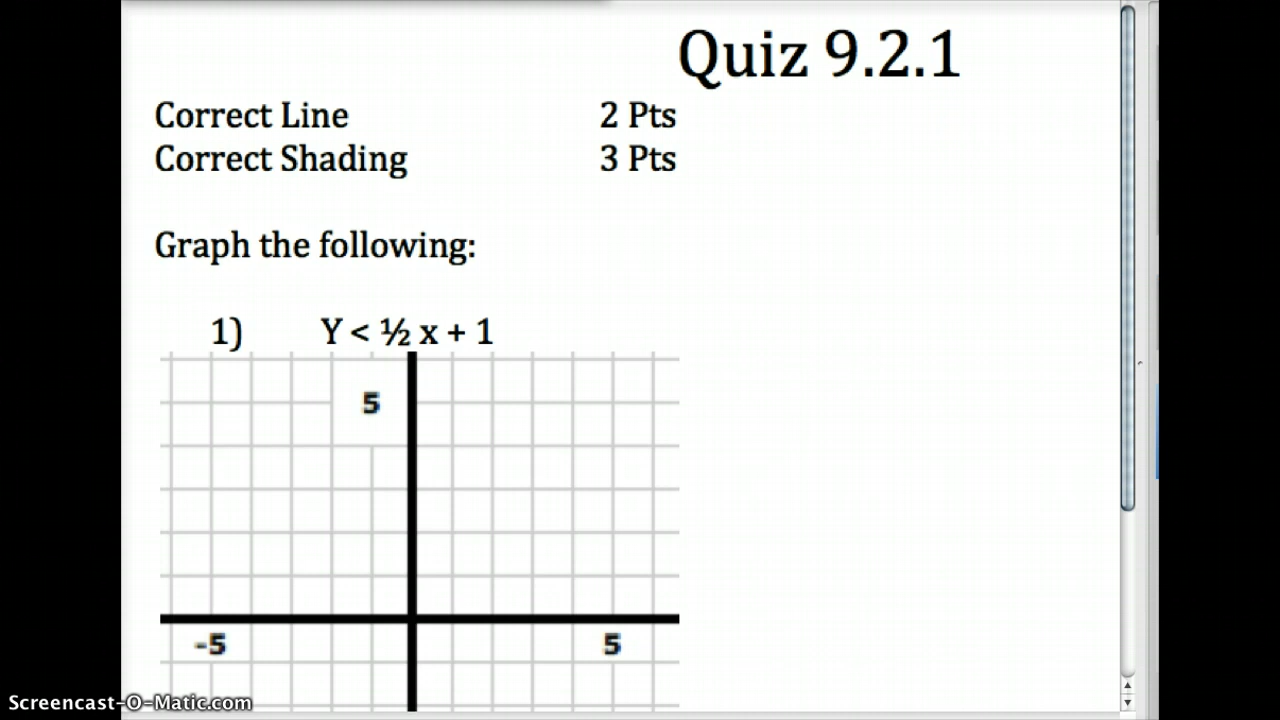 Quiz 9.2.1
Correct Line 2 Pts
Correct Shading 3 Pts
Graph the following:
1) Y < ½ x + 1
5
-5 5
Screencast-O-Matic.com